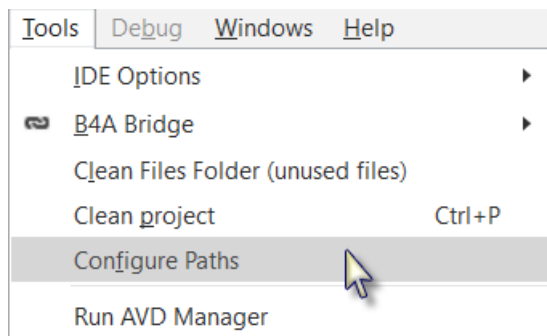 Tools Debug Windows Help
IDE Options
B4A Bridge
Clean Files Folder (unused files)
Clean project Ctrl+P
Configure Paths
Run AVD Manager